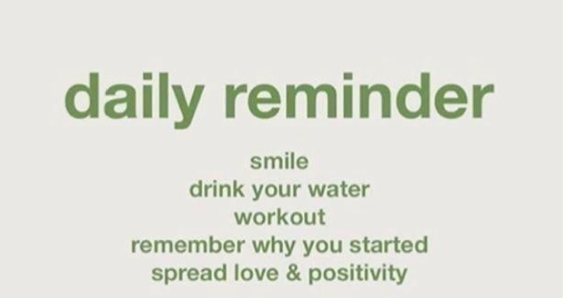 daily reminder
smile
drink your water
workout
remember why you started
spread love & positivity